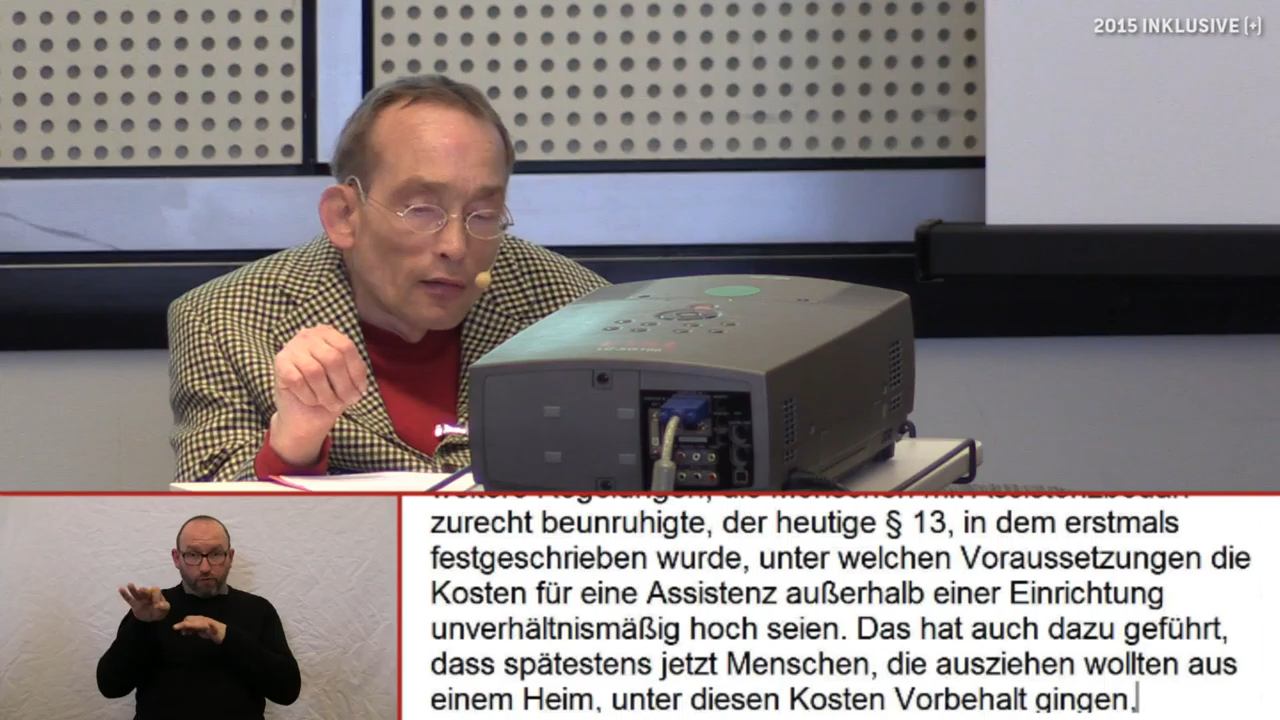 2015 INKLUSIVE [+]
zurecht beunruhigte, der heutige § 13, in dem erstmals
festgeschrieben wurde, unter welchen Voraussetzungen die
Kosten für eine Assistenz außerhalb einer Einrichtung
unverhältnismäßig hoch seien. Das hat auch dazu geführt,
dass spätestens jetzt Menschen, die ausziehen wollten aus
einem Heim, unter diesen Kosten Vorbehalt gingen,